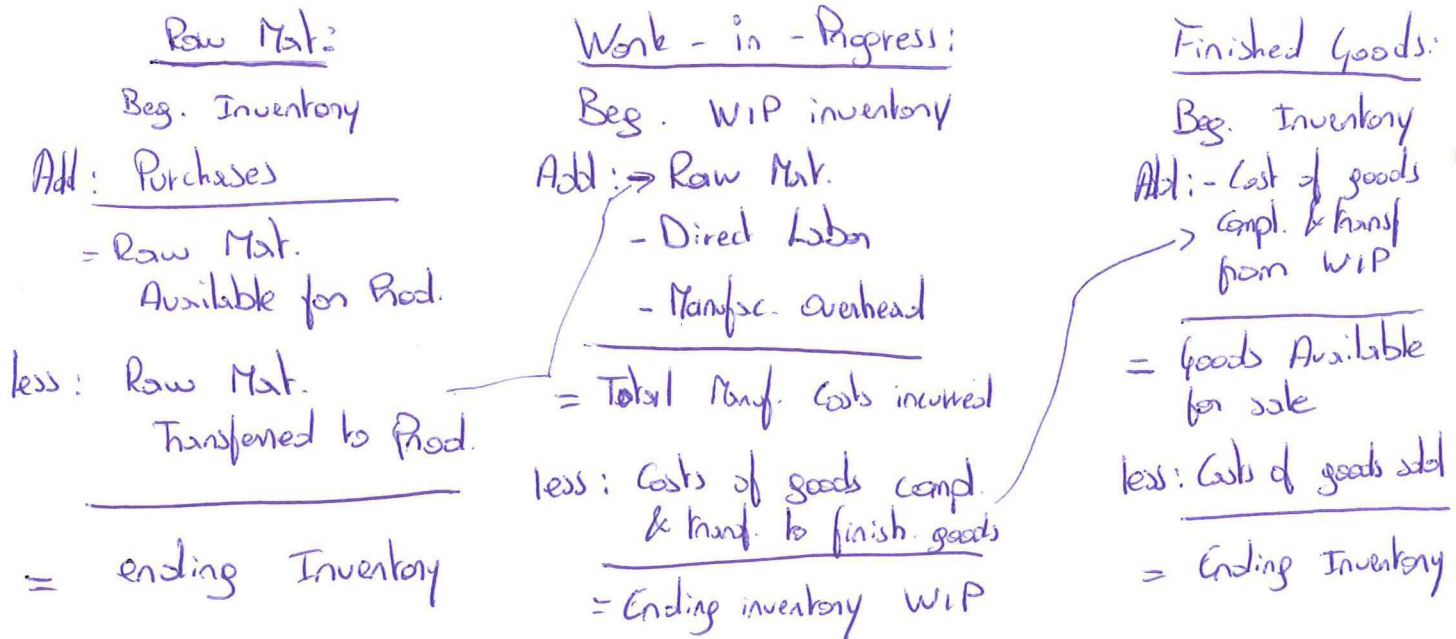 Raw Mat:
Beg. Inventory
Add: Purchases
= Raw Mat.
Available for Prod.
less: Raw Mat.
Transferred to Prod.
= ending Inventory
Work - in - Progress:
Beg. WIP inventory
Add: Raw Mat.
- Direct Labor
- Manufac. overhead
= Total Manuf. Costs incurred
less: Costs of goods compl.
& transf. to finish. goods
= Ending inventory WIP
Finished Goods:
Beg. Inventory
Add: - Cost of goods
compl. & transf
from WIP
= Goods Available
for sale
less: Costs of goods sold
= Ending Inventory